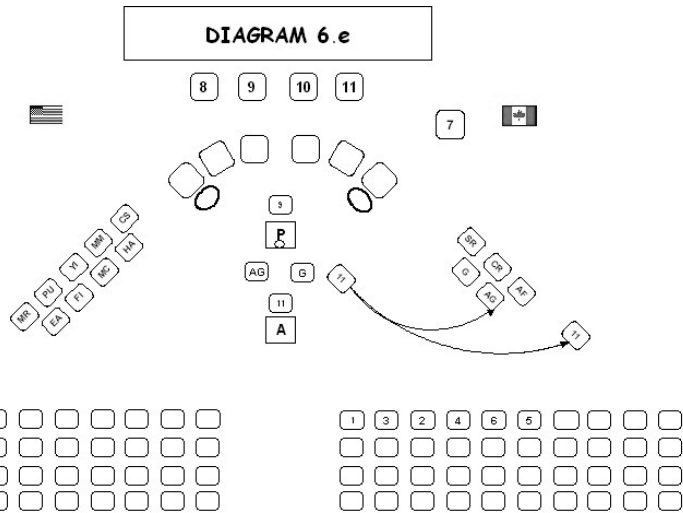 DIAGRAM 6.e
8 9 10 11
7
9
P
AG G 11
11
A
CS
MM HA
YI MC
PU FI
MR EA
SR
G CR
AG AF
11
1 3 2 4 6 5